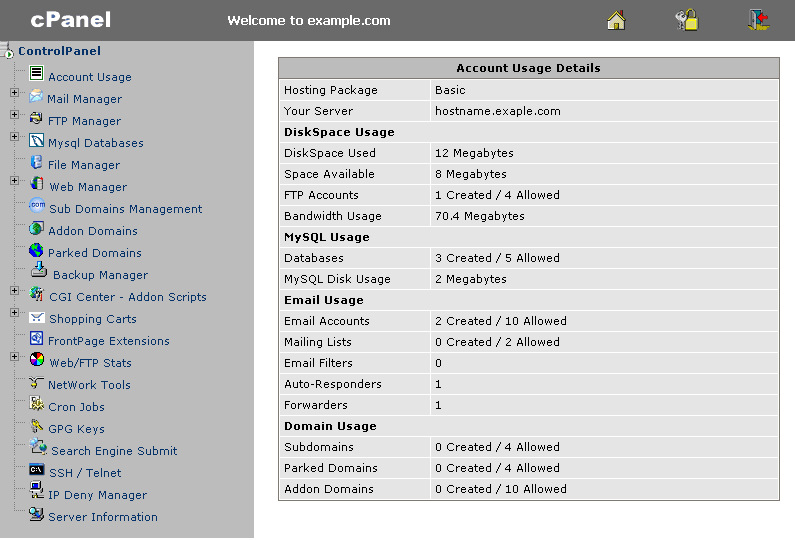 cPanel
Welcome to example.com
ControlPanel
Account Usage
Mail Manager
FTP Manager
Mysql Databases
File Manager
Web Manager
.com
Sub Domains Management
Addon Domains
Parked Domains
Backup Manager
CGI Center - Addon Scripts
Shopping Carts
FrontPage Extensions
Web/FTP Stats
NetWork Tools
Cron Jobs
GPG Keys
Search Engine Submit
C:\
SSH / Telnet
IP Deny Manager
Server Information
Account Usage Details
Hosting Package Basic
Your Server hostname.exaple.com
DiskSpace Usage
DiskSpace Used 12 Megabytes
Space Available 8 Megabytes
FTP Accounts 1 Created / 4 Allowed
Bandwidth Usage 70.4 Megabytes
MySQL Usage
Databases 3 Created / 5 Allowed
MySQL Disk Usage 2 Megabytes
Email Usage
Email Accounts 2 Created / 10 Allowed
Mailing Lists 0 Created / 2 Allowed
Email Filters 0
Auto-Responders 1
Forwarders 1
Domain Usage
Subdomains 0 Created / 4 Allowed
Parked Domains 0 Created / 4 Allowed
Addon Domains 0 Created / 10 Allowed